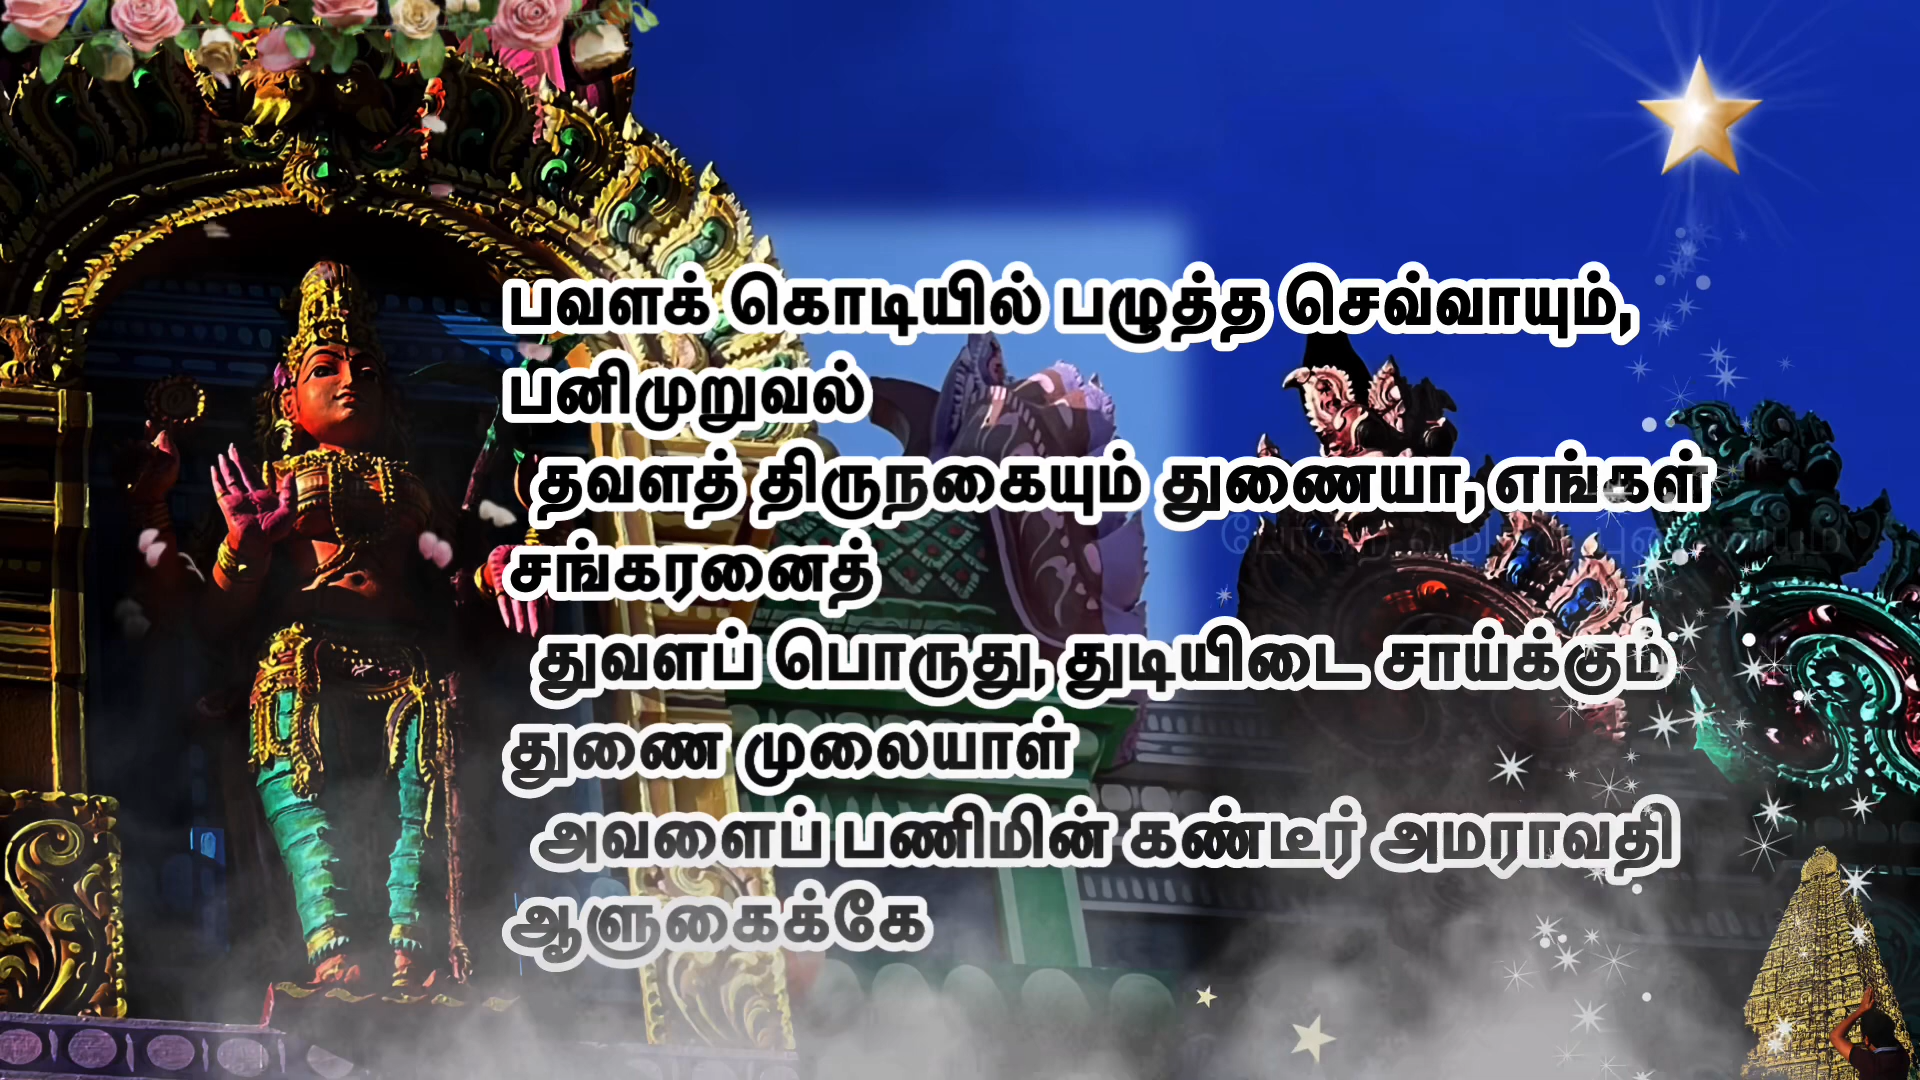 பவளக் கொடியில் பழுத்த செவ்வாயும்,
பனிமுறுவல்
தவளத் திருநகையும் துணையா, எங்கள்
சங்கரனைத்
துவளப் பொருது, துடியிடை சாய்க்கும்
துணை முலையாள்
அவளைப் பணிமின் கண்டீர் அமராவதி
ஆளுகைக்கே